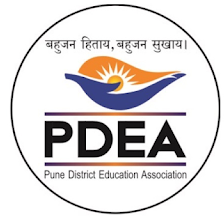 बहुजन हिताय, बहुजन सुखाय।
PDEA
Pune District Education Association